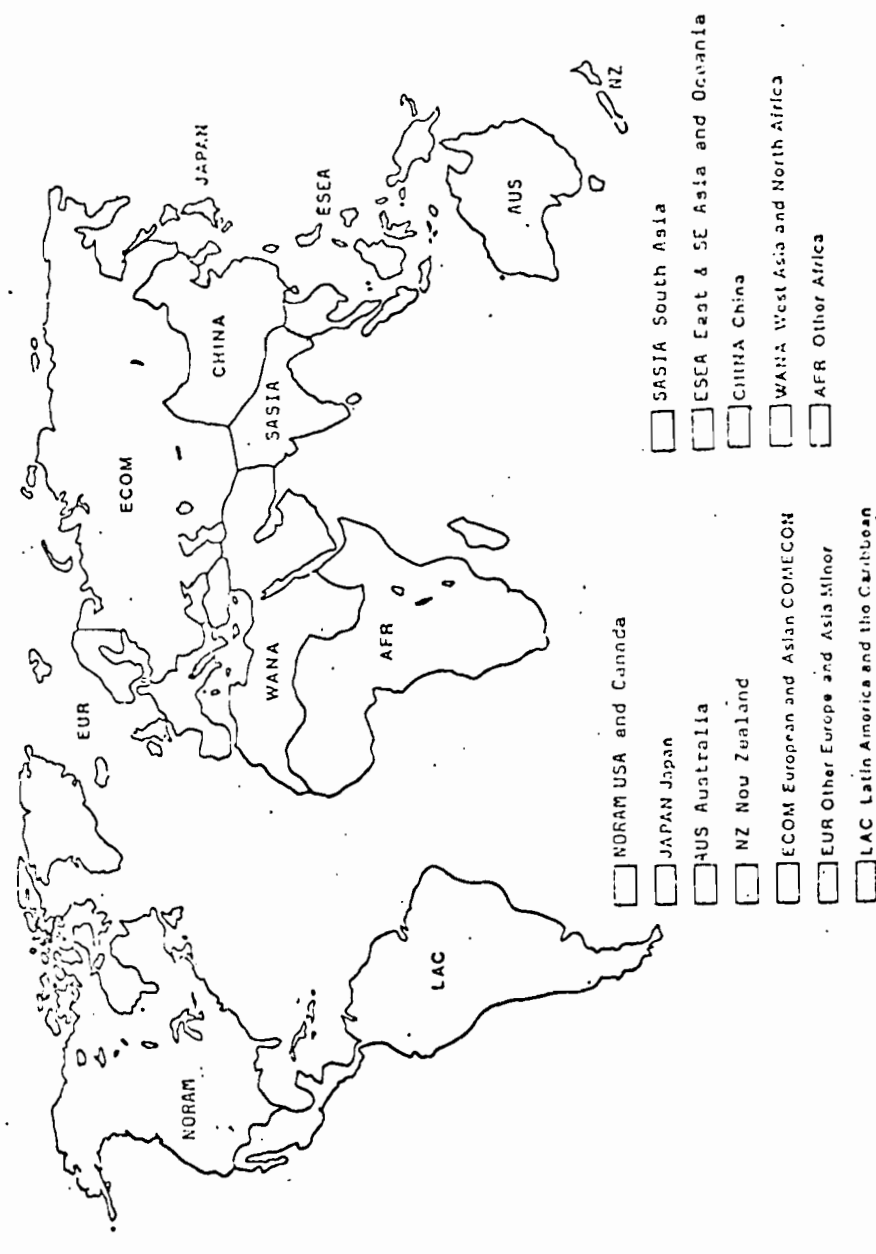 EUR
NORAM
ECOM
JAPAN
CHINA
WANA
SASIA
ESEA
AFR
LAC
AUS
NZ
NORAM USA and Canada
JAPAN Japan
AUS Australia
NZ New Zealand
ECOM European and Asian COMECON
EUR Other Europe and Asia Minor
LAC Latin America and the Caribbean
SASIA South Asia
ESEA East & SE Asia and Oceania
CHINA China
WANA West Asia and North Africa
AFR Other Africa